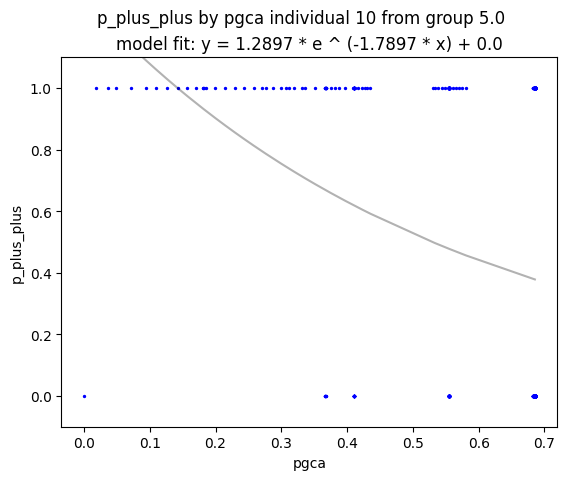 p_plus_plus by pgca individual 10 from group 5.0
model fit: y = 1.2897 * e ^ (-1.7897 * x) + 0.0
1.0
0.8
0.6
0.4
0.2
0.0
p_plus_plus
0.0 0.1 0.2 0.3 0.4 0.5 0.6 0.7
pgca